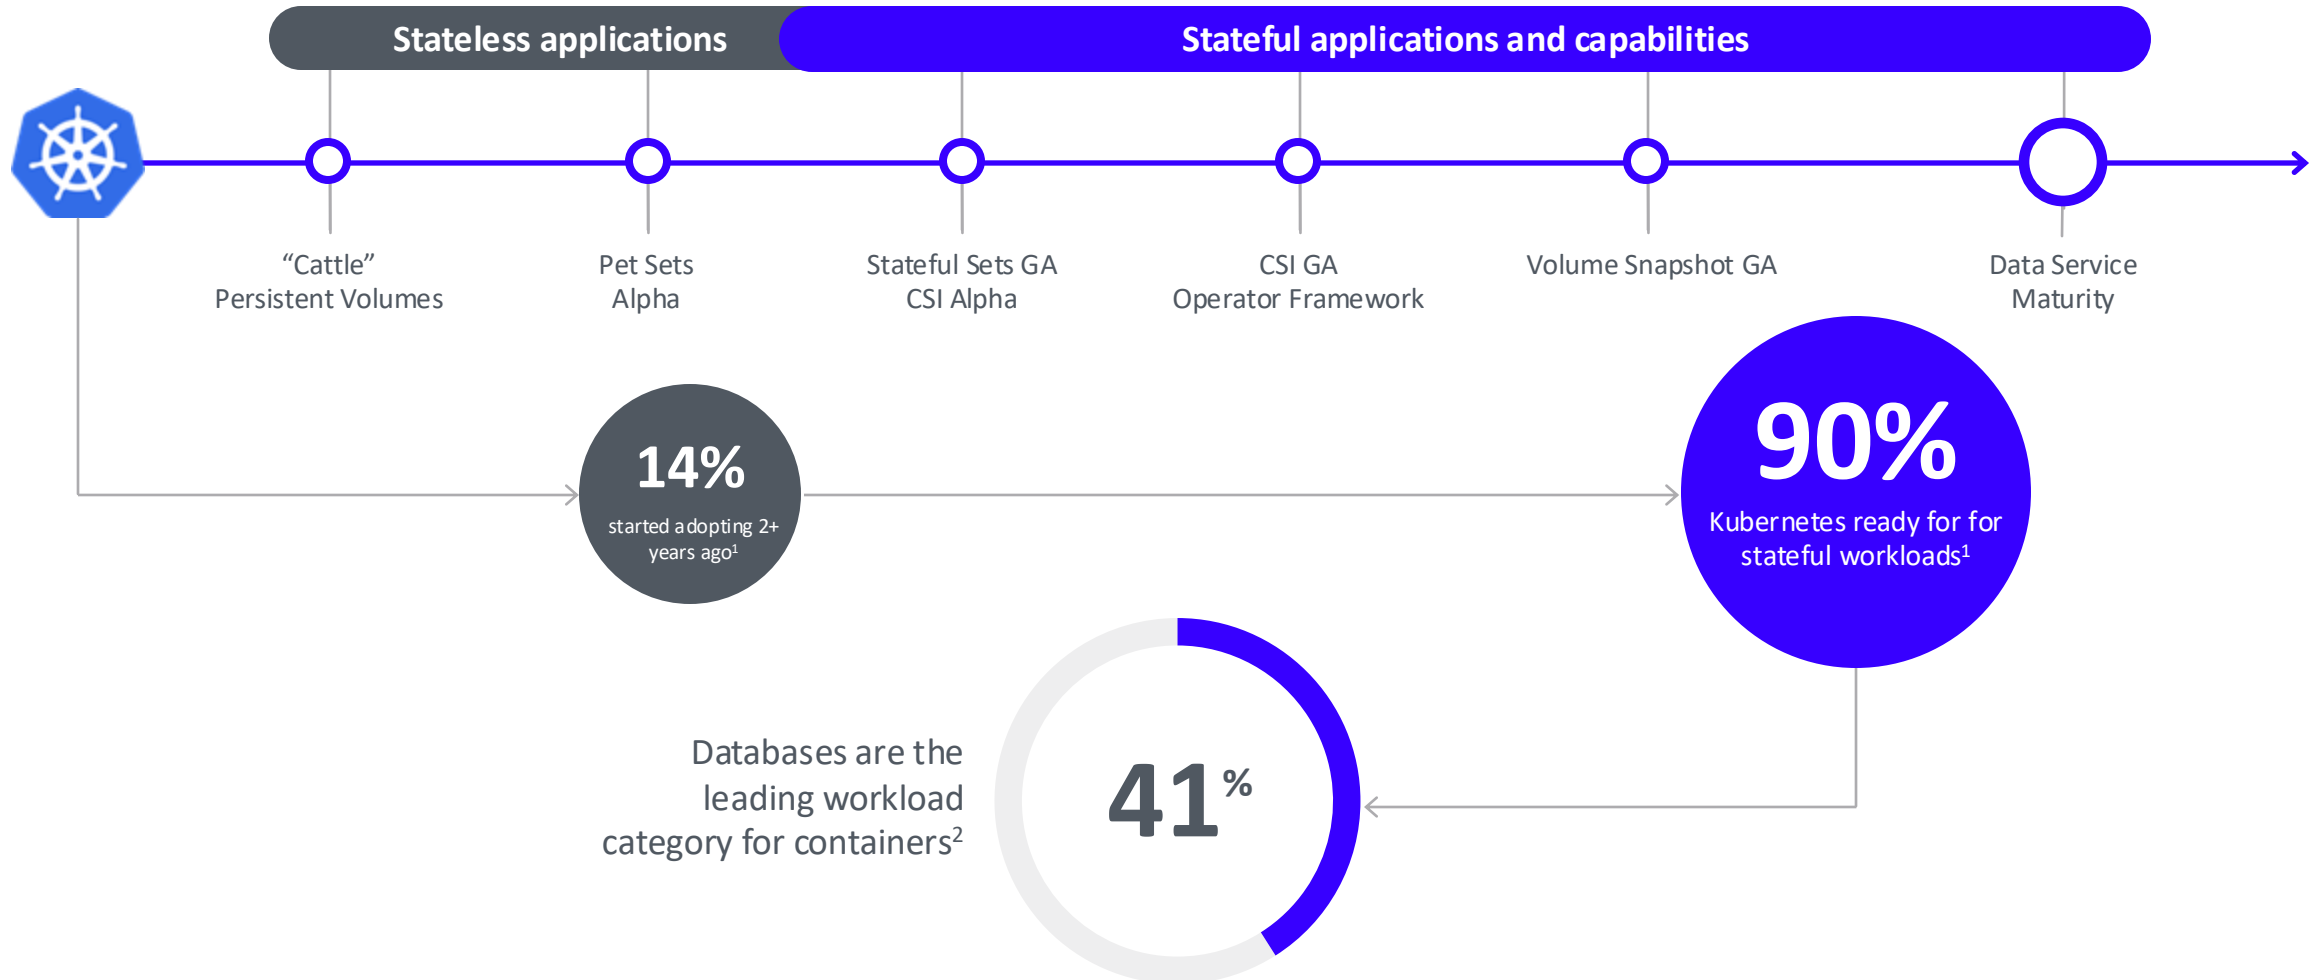 Stateless applications
Stateful applications and capabilities
“Cattle”
Persistent Volumes
Pet Sets
Alpha
Stateful Sets GA
CSI Alpha
CSI GA
Operator Framework
Volume Snapshot GA
Data Service
Maturity
14%
started adopting 2+
years ago1
90%
Kubernetes ready for for
stateful workloads1
Databases are the
leading workload
category for containers2
41%